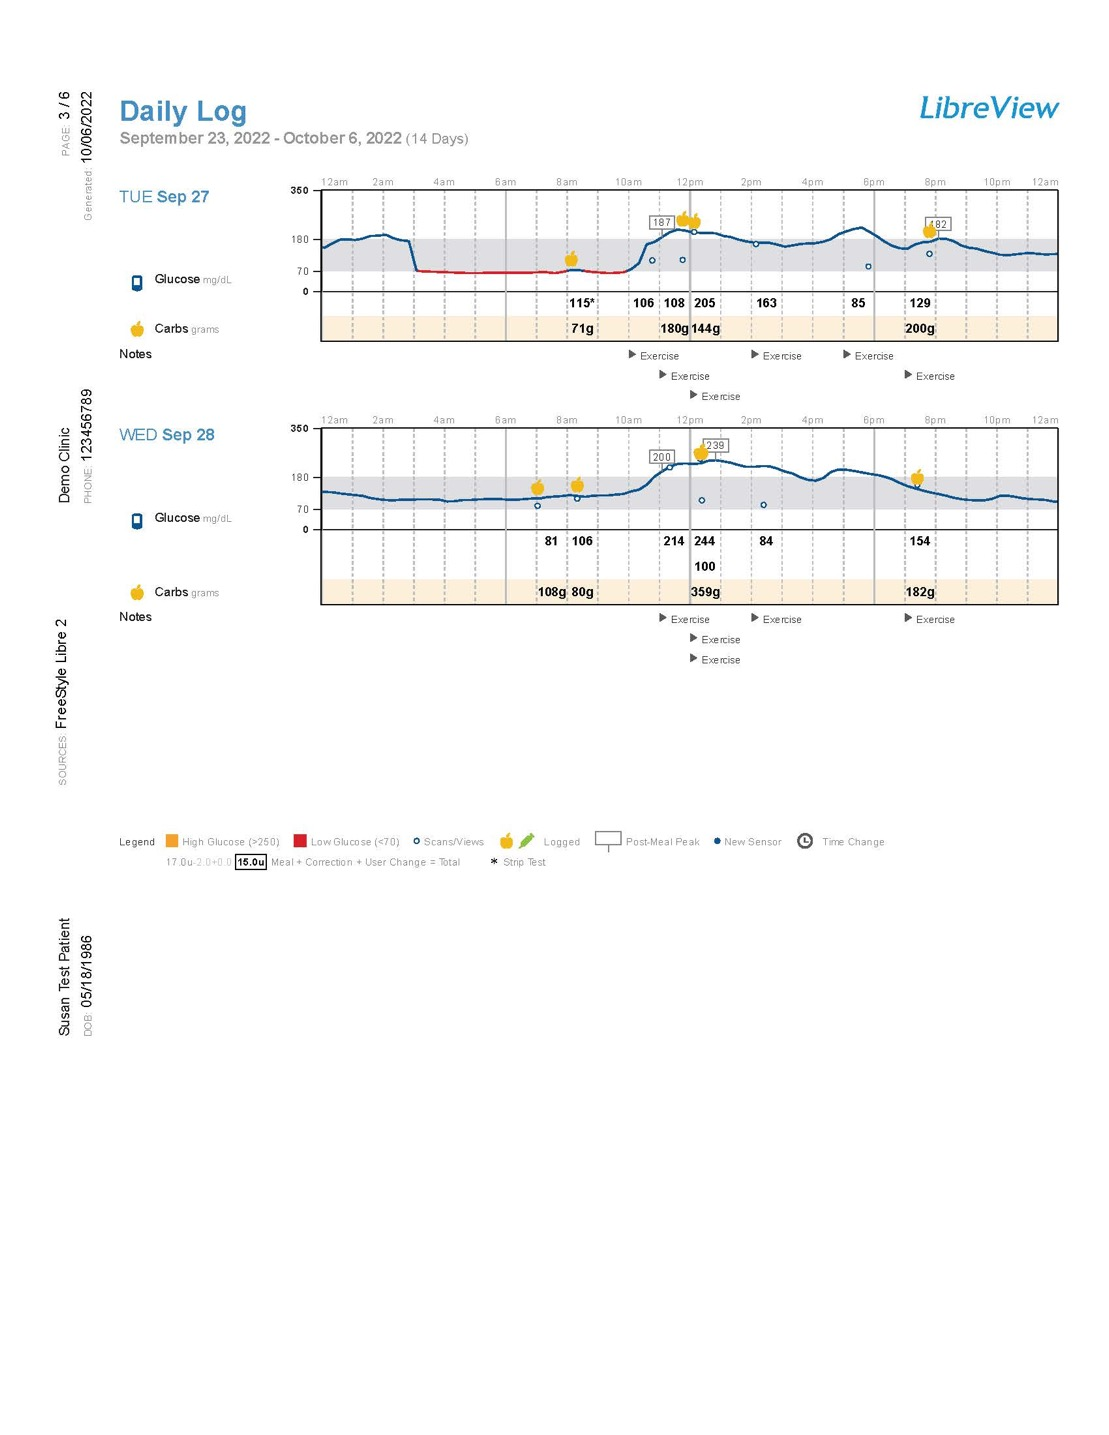 PAGE: 3 / 6
Generated: 10/06/2022
Daily Log
September 23, 2022 - October 6, 2022 (14 Days)
LibreView
TUE Sep 27
12am 2am 4am 6am 8am 10am 12pm 2pm 4pm 6pm 8pm 10pm 12am
350
187
180
70
0
Glucose mg/dL
115* 106 108 205 163 85 129
Carbs grams
71g 180g 144g 200g
Notes
Exercise Exercise Exercise
Exercise Exercise
Exercise
Demo Clinic
PHONE: 123456789
WED Sep 28
12am 2am 4am 6am 8am 10am 12pm 2pm 4pm 6pm 8pm 10pm 12am
350
200 239
180
70
0
Glucose mg/dL
81 106 214 244 84 154
100
Carbs grams
108g 80g 359g 182g
Notes
Exercise Exercise Exercise
Exercise
Exercise
SOURCES: FreeStyle Libre 2
Legend High Glucose (>250) Low Glucose (<70) Scans/Views Logged Post-Meal Peak New Sensor Time Change
17.0u-2.0+0.0 15.0u Meal + Correction + User Change = Total * Strip Test
Susan Test Patient
DOB: 05/18/1986